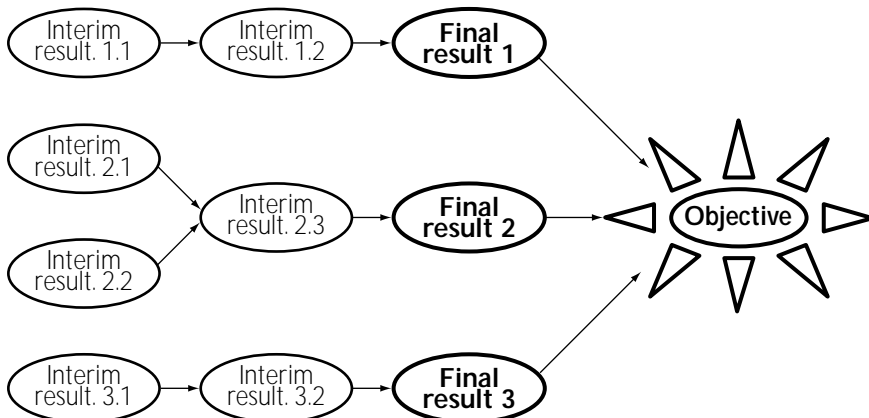 Interim
result. 1.1
Interim
result. 1.2
Final
result 1
Interim
result. 2.1
Interim
result. 2.2
Interim
result. 2.3
Final
result 2
Objective
Interim
result. 3.1
Interim
result. 3.2
Final
result 3